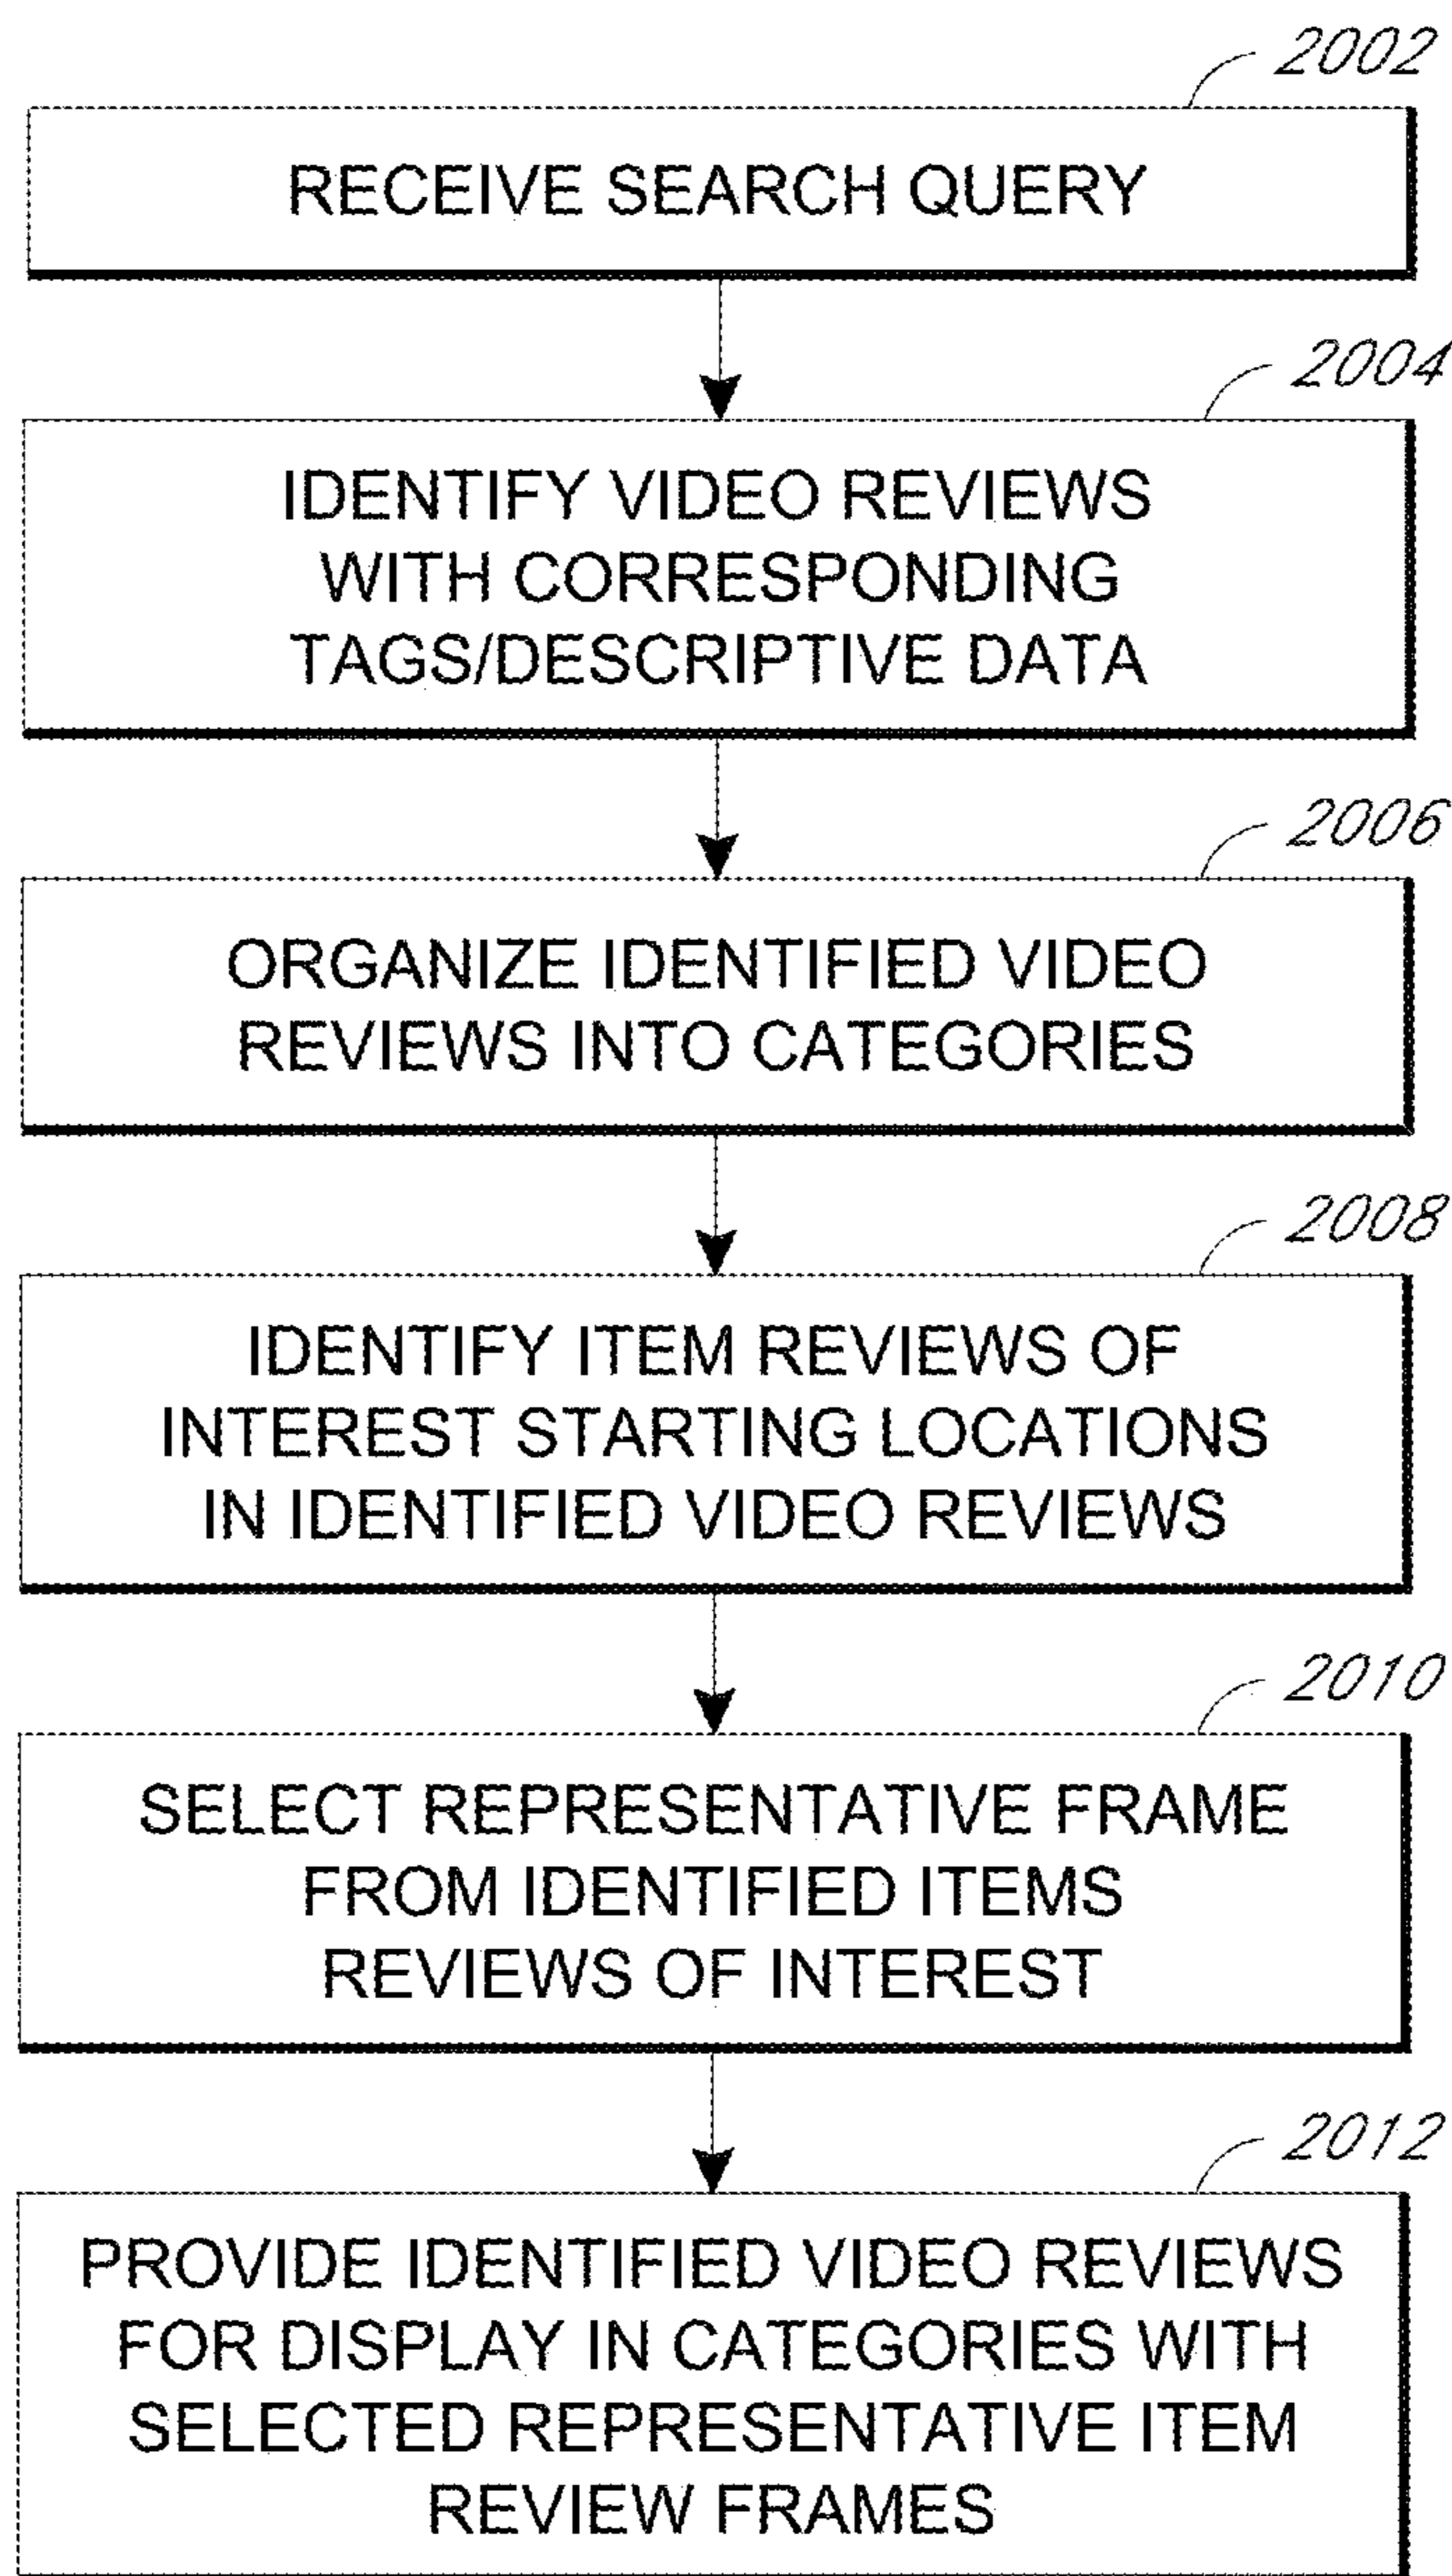 2002
RECEIVE SEARCH QUERY
2004
IDENTIFY VIDEO REVIEWS
WITH CORRESPONDING
TAGS/DESCRIPTIVE DATA
2006
ORGANIZE IDENTIFIED VIDEO
REVIEWS INTO CATEGORIES
2008
IDENTIFY ITEM REVIEWS OF
INTEREST STARTING LOCATIONS
IN IDENTIFIED VIDEO REVIEWS
2010
SELECT REPRESENTATIVE FRAME
FROM IDENTIFIED ITEMS
REVIEWS OF INTEREST
2012
PROVIDE IDENTIFIED VIDEO REVIEWS
FOR DISPLAY IN CATEGORIES WITH
SELECTED REPRESENTATIVE ITEM
REVIEW FRAMES